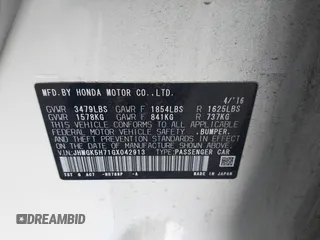 MFD.BY HONDA MOTOR CO.,LTD.
4/'16
GVWR 3479LBS GAWR F 1854LBS R 1625LBS
GVWR 1578KG GAWR F 841KG R 737KG
THIS VEHICLE CONFORMS TO ALL APPLICABLE
FEDERAL MOTOR VEHICLE SAFETY, BUMPER,
AND THEFT PREVENTION STANDARDS IN EFFECT ON
THE DATE OF MANUFACTURE SHOWN ABOVE.
V.I.N:JHMGK5H71GX042913 TYPE:PASSENGER CAR
MADE IN JAPAN
© AutoBidMaster
AutoBidMaster